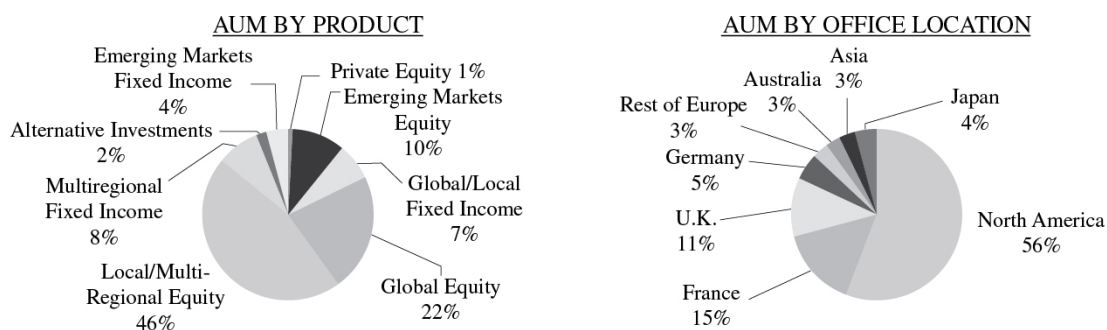 AUM BY PRODUCT
Emerging Markets
Fixed Income
4%
Private Equity 1%
Emerging Markets
Equity
10%
Alternative Investments
2%
Multiregional
Fixed Income
8%
Global/Local
Fixed Income
7%
Local/Multi-
Regional Equity
46%
Global Equity
22%
AUM BY OFFICE LOCATION
Asia
3%
Australia
3%
Rest of Europe
3%
Japan
4%
Germany
5%
U.K.
11%
North America
56%
France
15%